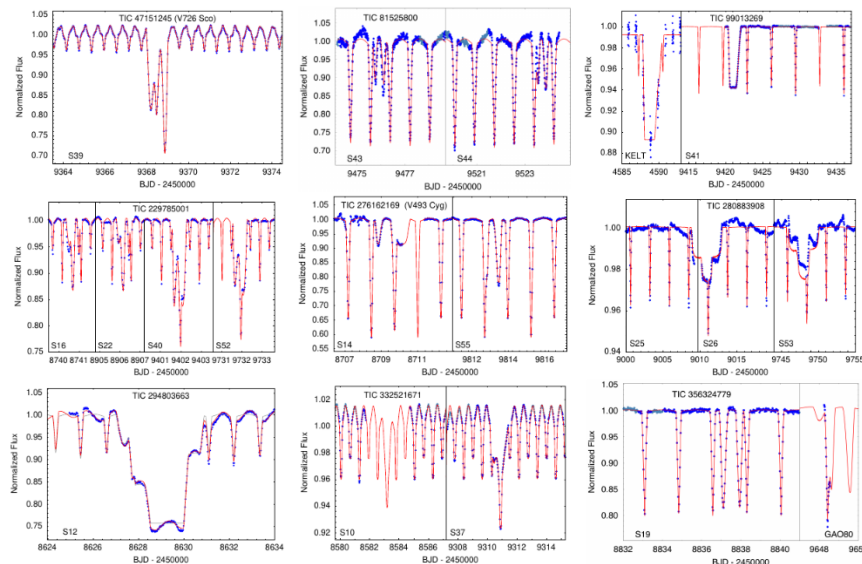 TIC 47151245 (V726 Sco)
1.05
1.00
0.95
0.90
0.85
0.80
0.75
0.70
Normalized Flux
S39
9364 9366 9368 9370 9372 9374
BJD - 2450000
TIC 81525800
1.05
1.00
0.95
0.90
0.85
0.80
0.75
0.70
Normalized Flux
S43 S44
9475 9477 9521 9523
BJD - 2450000
TIC 99013269
1.00
0.98
0.96
0.94
0.92
0.90
0.88
Normalized Flux
KELT S41
4585 4590 9415 9420 9425 9430 9435
BJD - 2450000
TIC 229785001
1.00
0.95
0.90
0.85
0.80
0.75
Normalized Flux
S16 S22 S40 S52
8740 8741 8905 8906 8907 9401 9402 9403 9731 9732 9733
BJD - 2450000
TIC 276162169 (V493 Cyg)
1.05
1.00
0.95
0.90
0.85
0.80
0.75
0.70
0.65
0.60
0.55
Normalized Flux
S14 S55
8707 8709 8711 9812 9814 9816
BJD - 2450000
TIC 280883908
1.00
0.98
0.96
0.94
Normalized Flux
S25 S26 S53
9000 9005 9010 9015 9745 9750 9755
BJD - 2450000
TIC 294803663
1.05
1.00
0.95
0.90
0.85
0.80
0.75
Normalized Flux
S12
8624 8626 8628 8630 8632 8634
BJD - 2450000
TIC 332521671
1.02
1.00
0.98
0.96
0.94
0.92
Normalized Flux
S10 S37
8580 8582 8584 8596 9308 9310 9312 9314
BJD - 2450000
TIC 356324779
1.05
1.00
0.95
0.90
0.85
0.80
0.75
Normalized Flux
S19 GAO80
8832 8834 8836 8838 8840 9648
BJD - 2450000